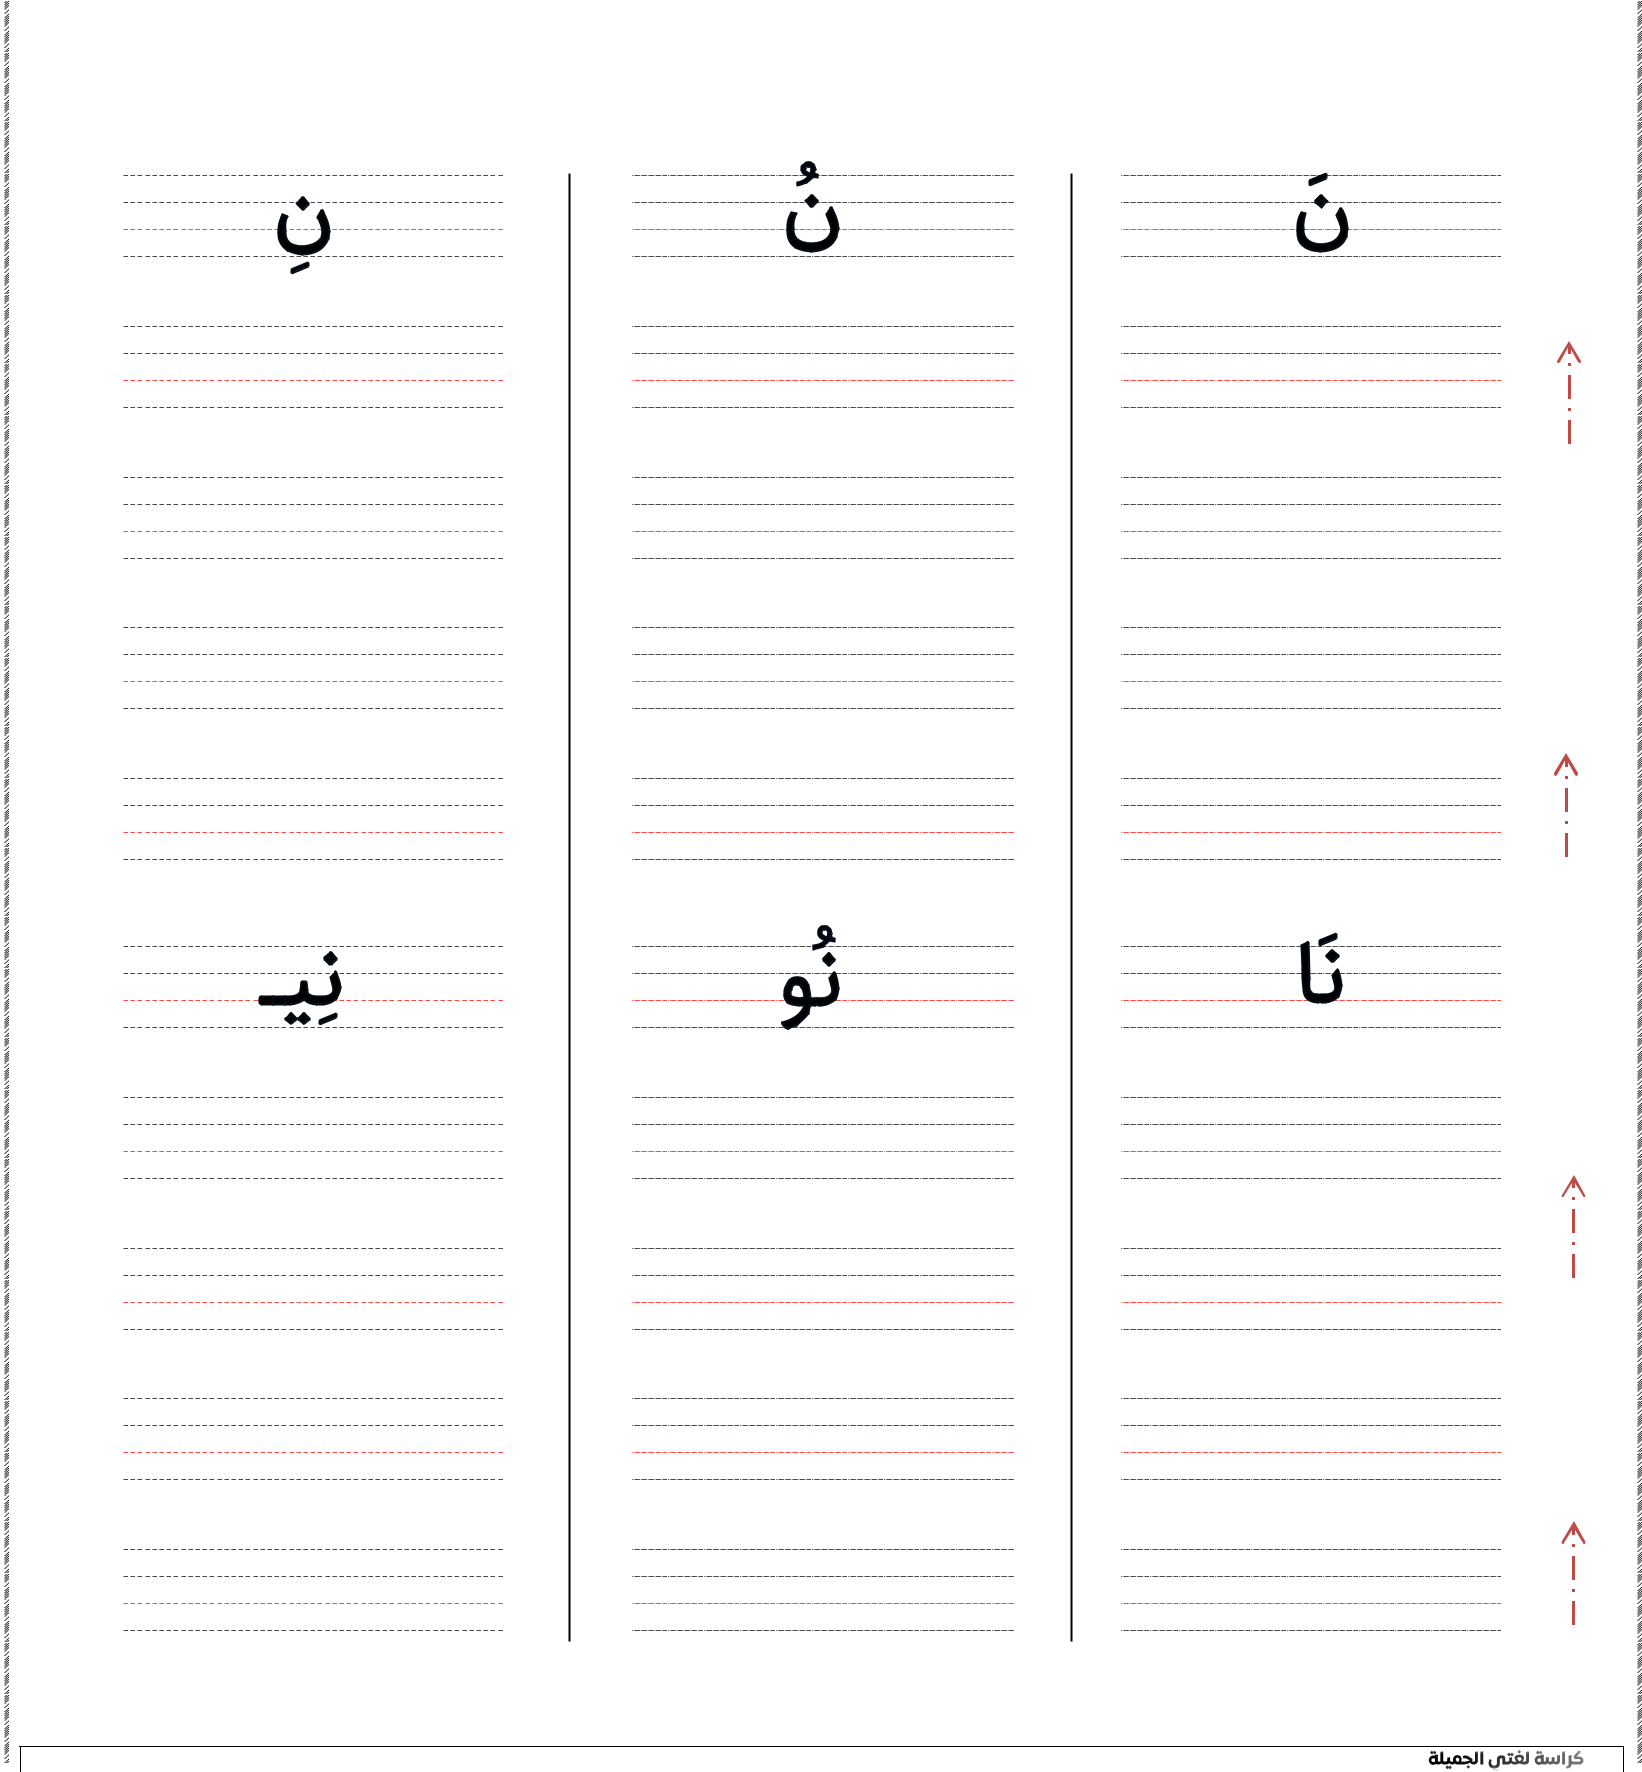 نَ نُ نِ
نَا نُو نِيـ
كراسة لغتي الجميلة